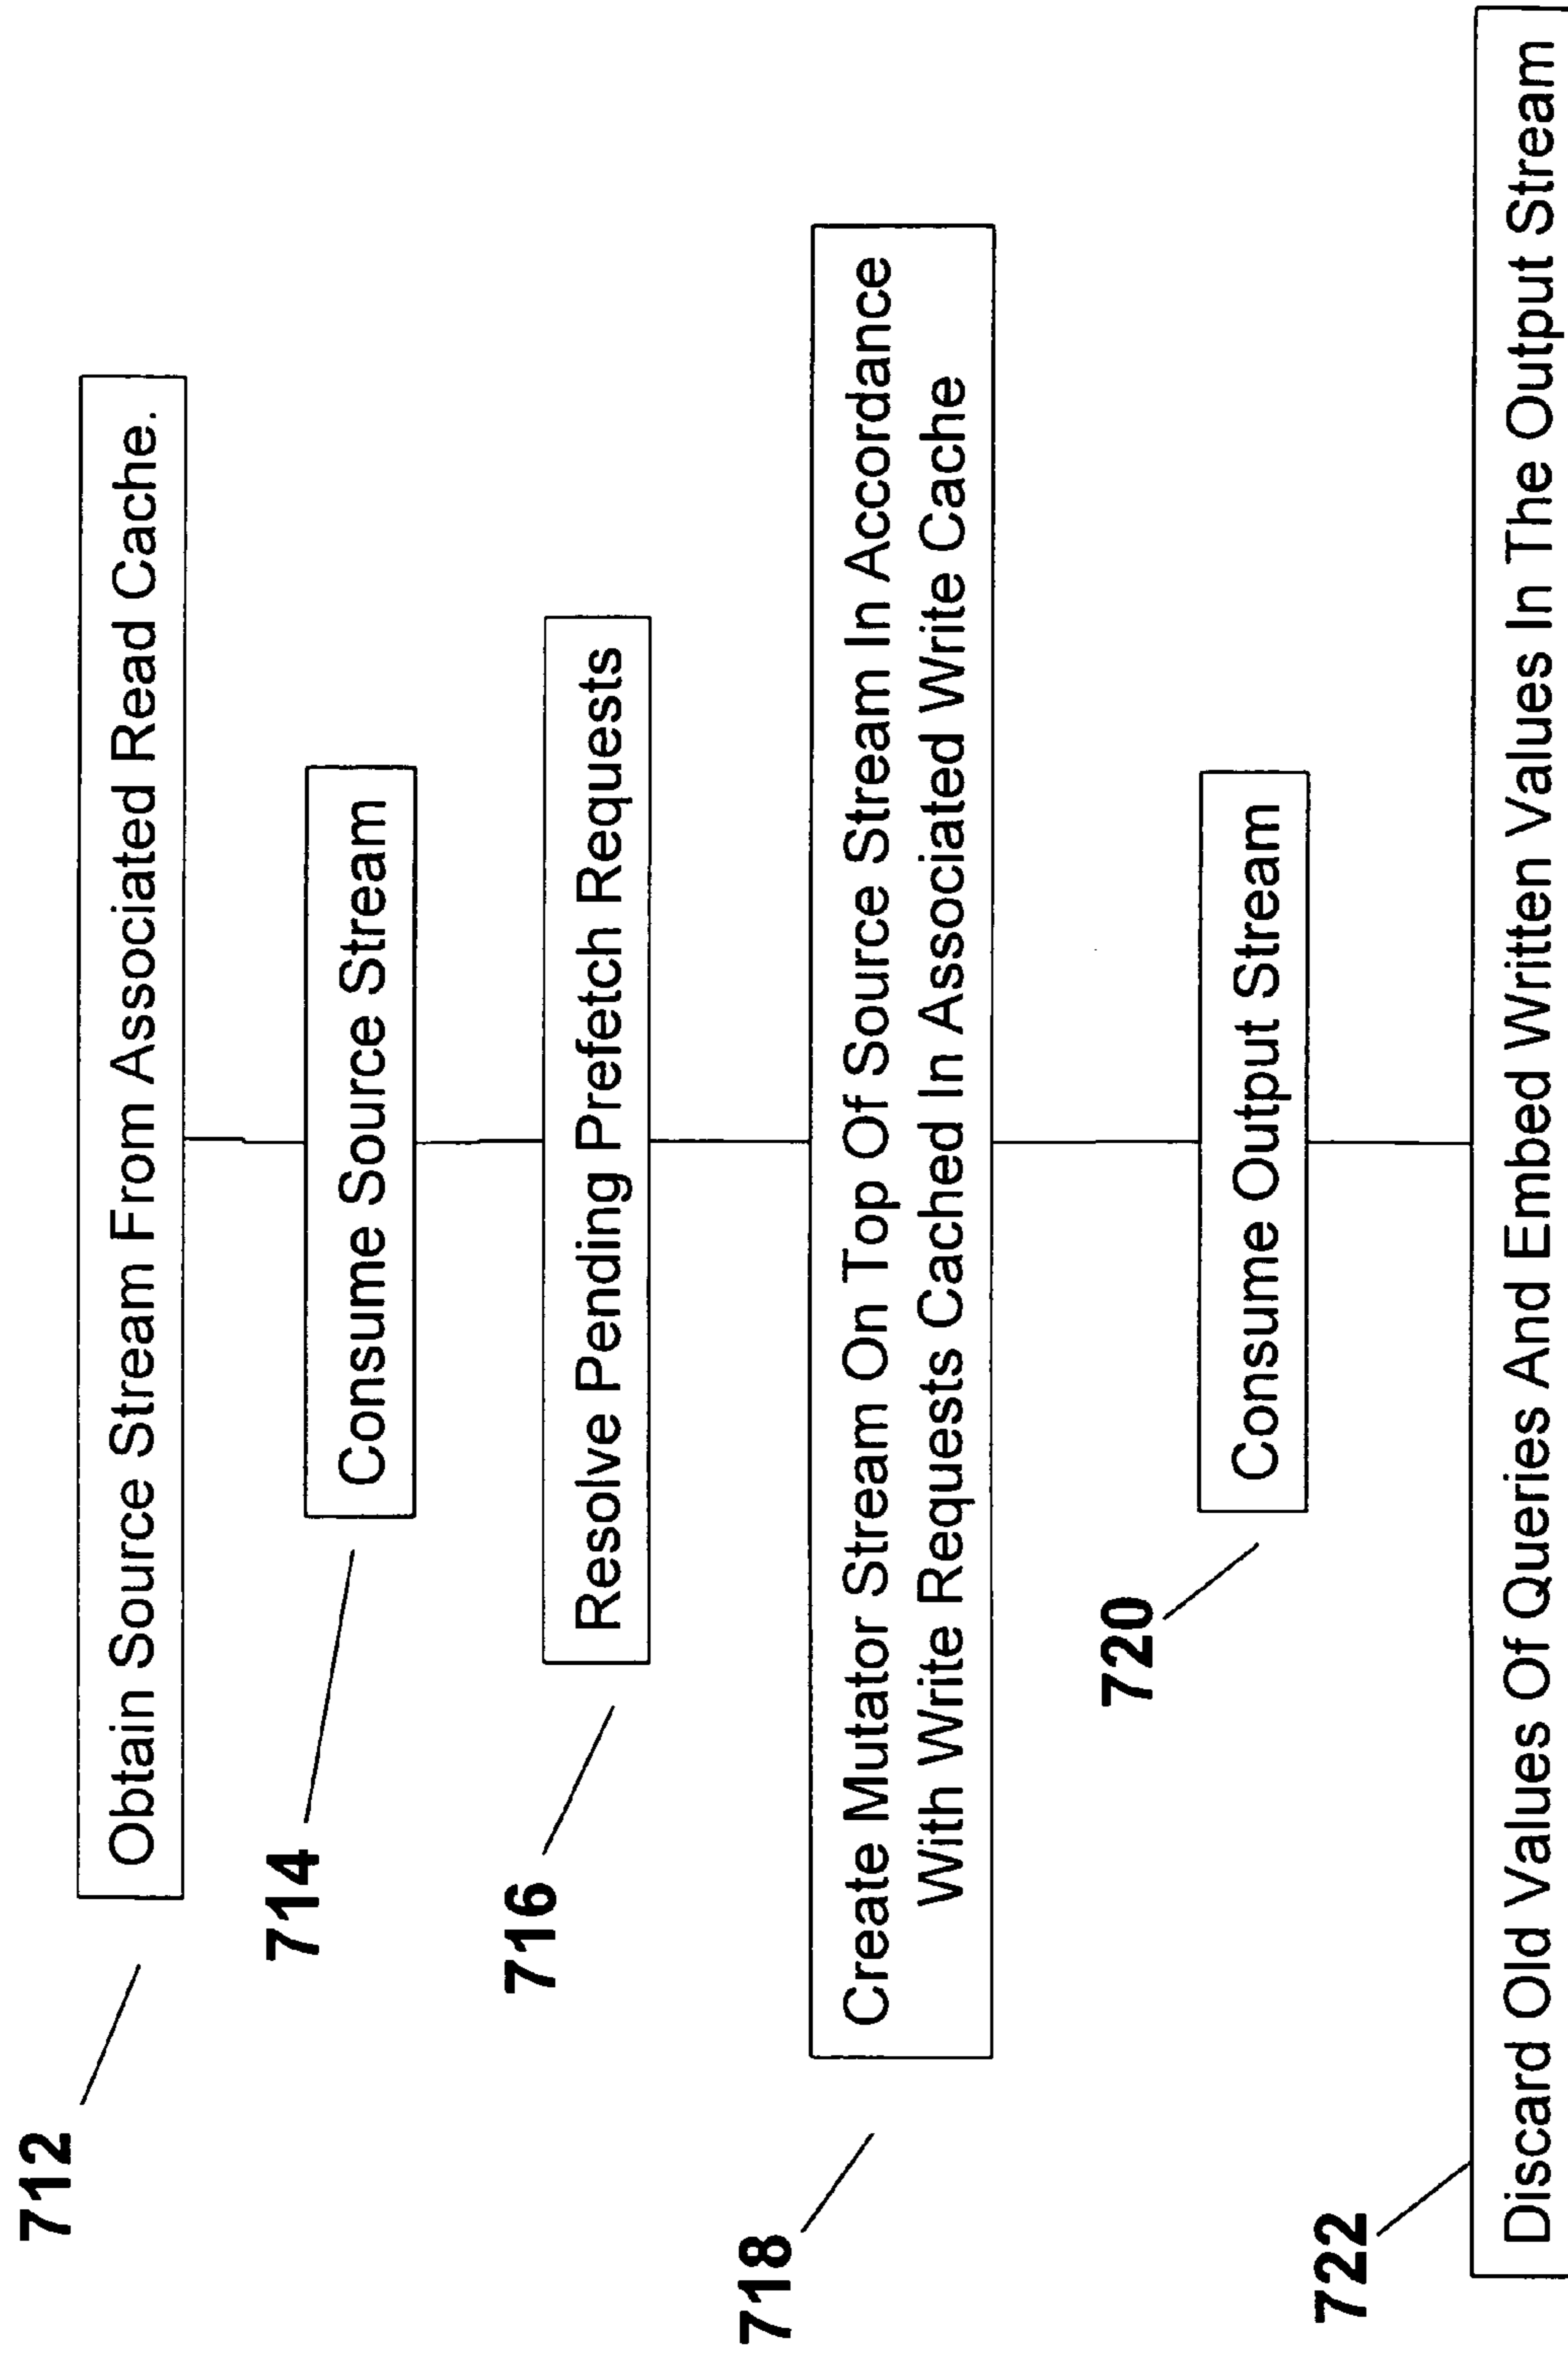 712
Obtain Source Stream From Associated Read Cache.
714
Consume Source Stream
716
Resolve Pending Prefetch Requests
718
Create Mutator Stream On Top Of Source Stream In Accordance
With Write Requests Cached In Associated Write Cache
720
Consume Output Stream
722
Discard Old Values Of Queries And Embed Written Values In The Output Stream